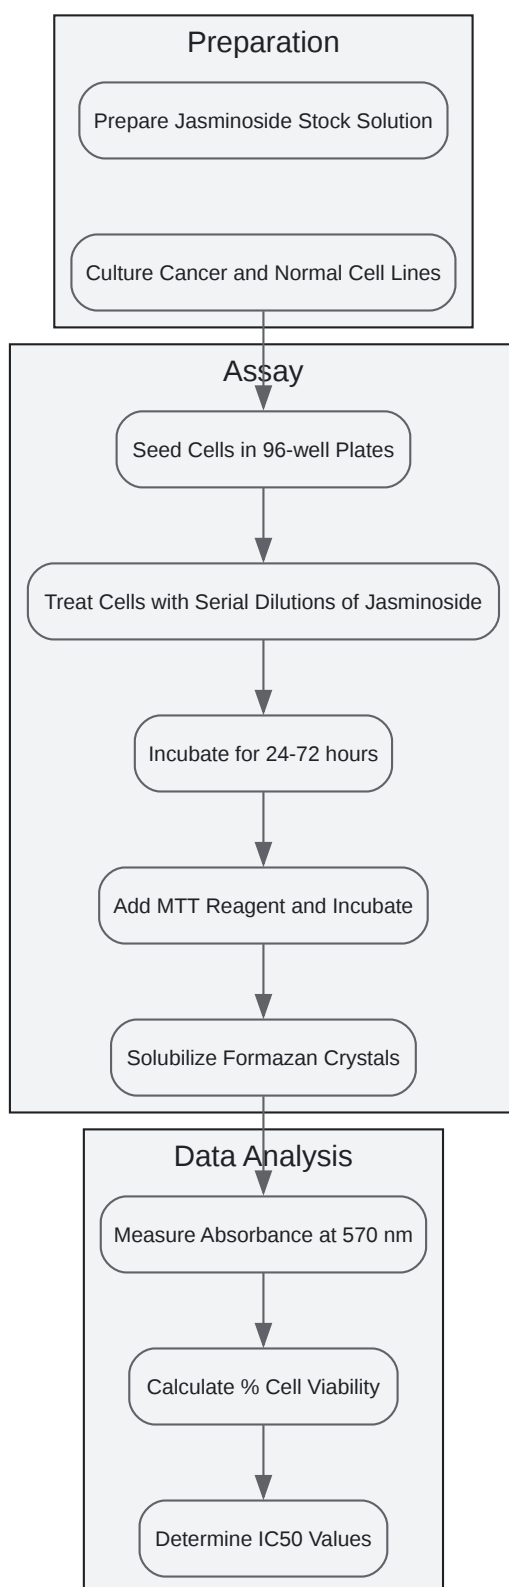 Preparation
Prepare Jasminoside Stock Solution
Culture Cancer and Normal Cell Lines
Assay
Seed Cells in 96-well Plates
Treat Cells with Serial Dilutions of Jasminoside
Incubate for 24-72 hours
Add MTT Reagent and Incubate
Solubilize Formazan Crystals
Data Analysis
Measure Absorbance at 570 nm
Calculate % Cell Viability
Determine IC50 Values